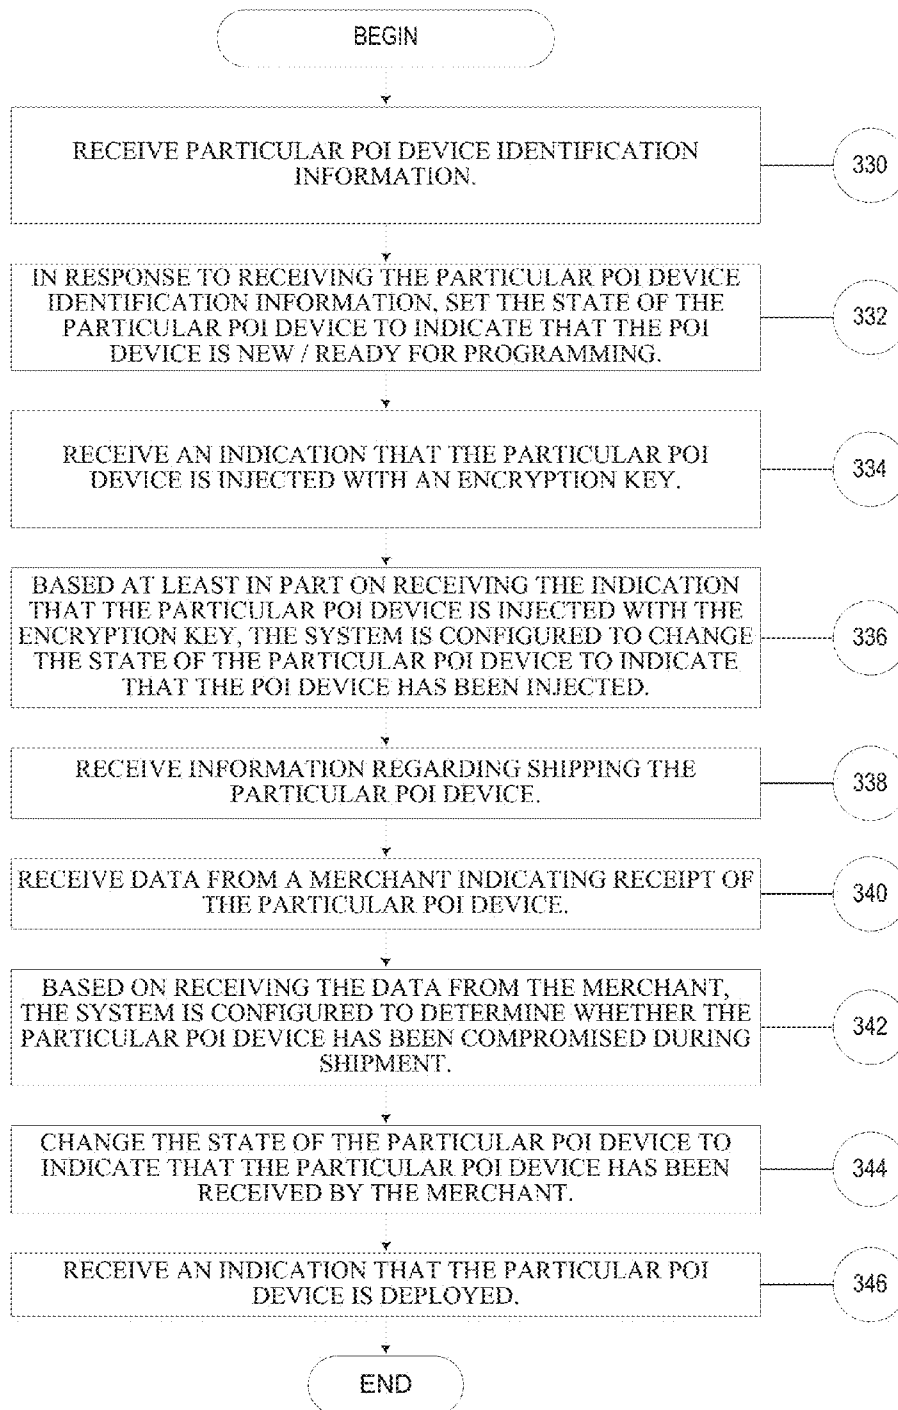 BEGIN
RECEIVE PARTICULAR POI DEVICE IDENTIFICATION
INFORMATION.
330
IN RESPONSE TO RECEIVING THE PARTICULAR POI DEVICE
IDENTIFICATION INFORMATION, SET THE STATE OF THE
PARTICULAR POI DEVICE TO INDICATE THAT THE POI
DEVICE IS NEW / READY FOR PROGRAMMING.
332
RECEIVE AN INDICATION THAT THE PARTICULAR POI
DEVICE IS INJECTED WITH AN ENCRYPTION KEY.
334
BASED AT LEAST IN PART ON RECEIVING THE INDICATION
THAT THE PARTICULAR POI DEVICE IS INJECTED WITH THE
ENCRYPTION KEY, THE SYSTEM IS CONFIGURED TO CHANGE
THE STATE OF THE PARTICULAR POI DEVICE TO INDICATE
THAT THE POI DEVICE HAS BEEN INJECTED.
336
RECEIVE INFORMATION REGARDING SHIPPING THE
PARTICULAR POI DEVICE.
338
RECEIVE DATA FROM A MERCHANT INDICATING RECEIPT OF
THE PARTICULAR POI DEVICE.
340
BASED ON RECEIVING THE DATA FROM THE MERCHANT,
THE SYSTEM IS CONFIGURED TO DETERMINE WHETHER THE
PARTICULAR POI DEVICE HAS BEEN COMPROMISED DURING
SHIPMENT.
342
CHANGE THE STATE OF THE PARTICULAR POI DEVICE TO
INDICATE THAT THE PARTICULAR POI DEVICE HAS BEEN
RECEIVED BY THE MERCHANT.
344
RECEIVE AN INDICATION THAT THE PARTICULAR POI
DEVICE IS DEPLOYED.
346
END